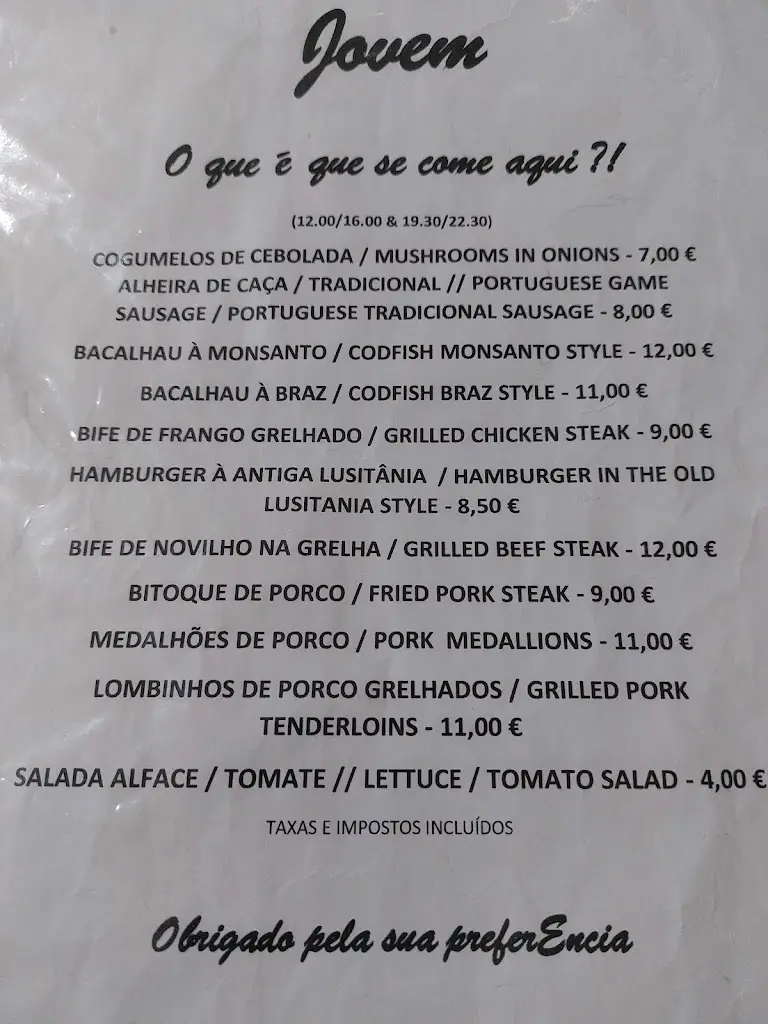 Jovem
O que é que se come aqui ?!
(12.00/16.00 & 19.30/22.30)
COGUMELOS DE CEBOLADA / MUSHROOMS IN ONIONS - 7,00 €
ALHEIRA DE CAÇA / TRADICIONAL // PORTUGUESE GAME
SAUSAGE / PORTUGUESE TRADICIONAL SAUSAGE - 8,00 €
BACALHAU À MONSANTO / CODFISH MONSANTO STYLE - 12,00 €
BACALHAU À BRAZ / CODFISH BRAZ STYLE - 11,00 €
BIFE DE FRANGO GRELHADO / GRILLED CHICKEN STEAK - 9,00 €
HAMBURGER À ANTIGA LUSITÂNIA / HAMBURGER IN THE OLD
LUSITANIA STYLE - 8,50 €
BIFE DE NOVILHO NA GRELHA / GRILLED BEEF STEAK - 12,00 €
BITOQUE DE PORCO / FRIED PORK STEAK - 9,00 €
MEDALHÕES DE PORCO / PORK MEDALLIONS - 11,00 €
LOMBINHOS DE PORCO GRELHADOS / GRILLED PORK
TENDERLOINS - 11,00 €
SALADA ALFACE / TOMATE // LETTUCE / TOMATO SALAD - 4,00 €
TAXAS E IMPOSTOS INCLUÍDOS
Obrigado pela sua preferEncia